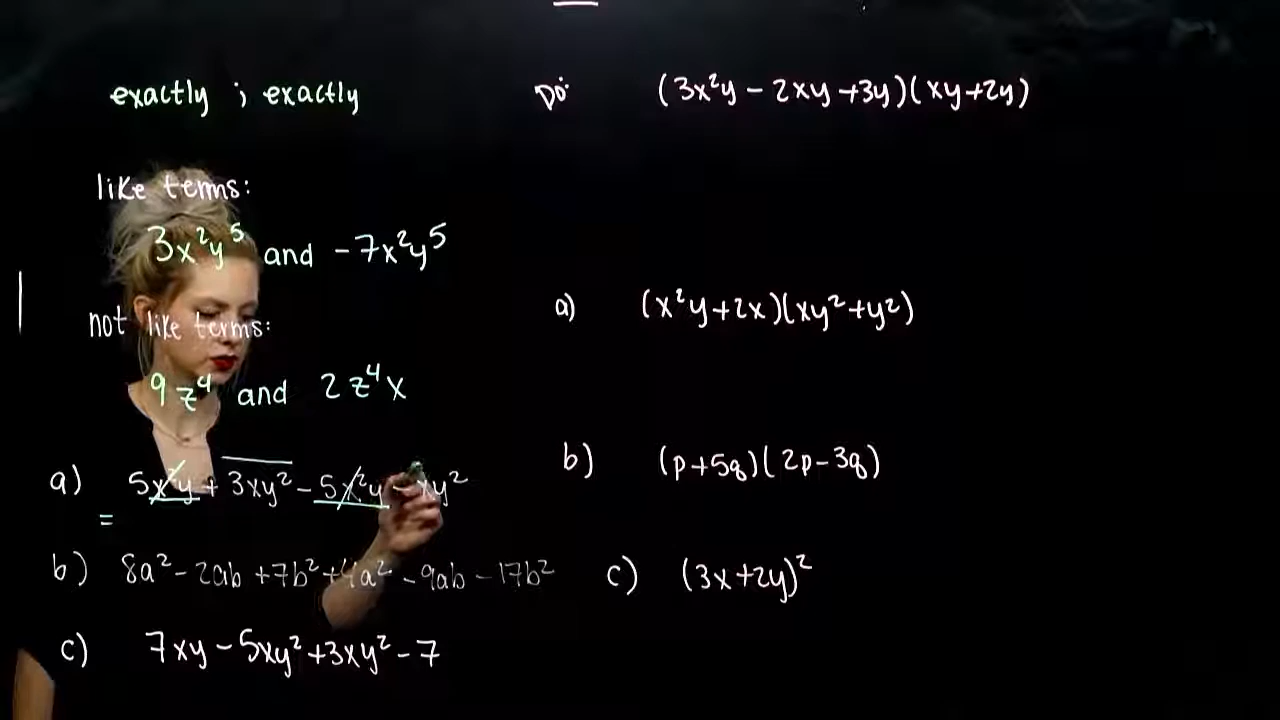 exactly ; exactly
like terms:
3x²y⁵ and -7x²y⁵
not like terms:
9z⁴ and 2z⁴x
a) 5x²y + 3xy² - 5x²y - xy²
=
b) 8a² - 2ab + 7b² + 4a² - 9ab - 17b²
c) 7xy - 5xy² + 3xy² - 7
DO: (3x²y - 2xy + 3y)(xy + 2y)
a) (x²y + 2x)(xy² + y²)
b) (p + 5q)(2p - 3q)
c) (3x + 2y)²